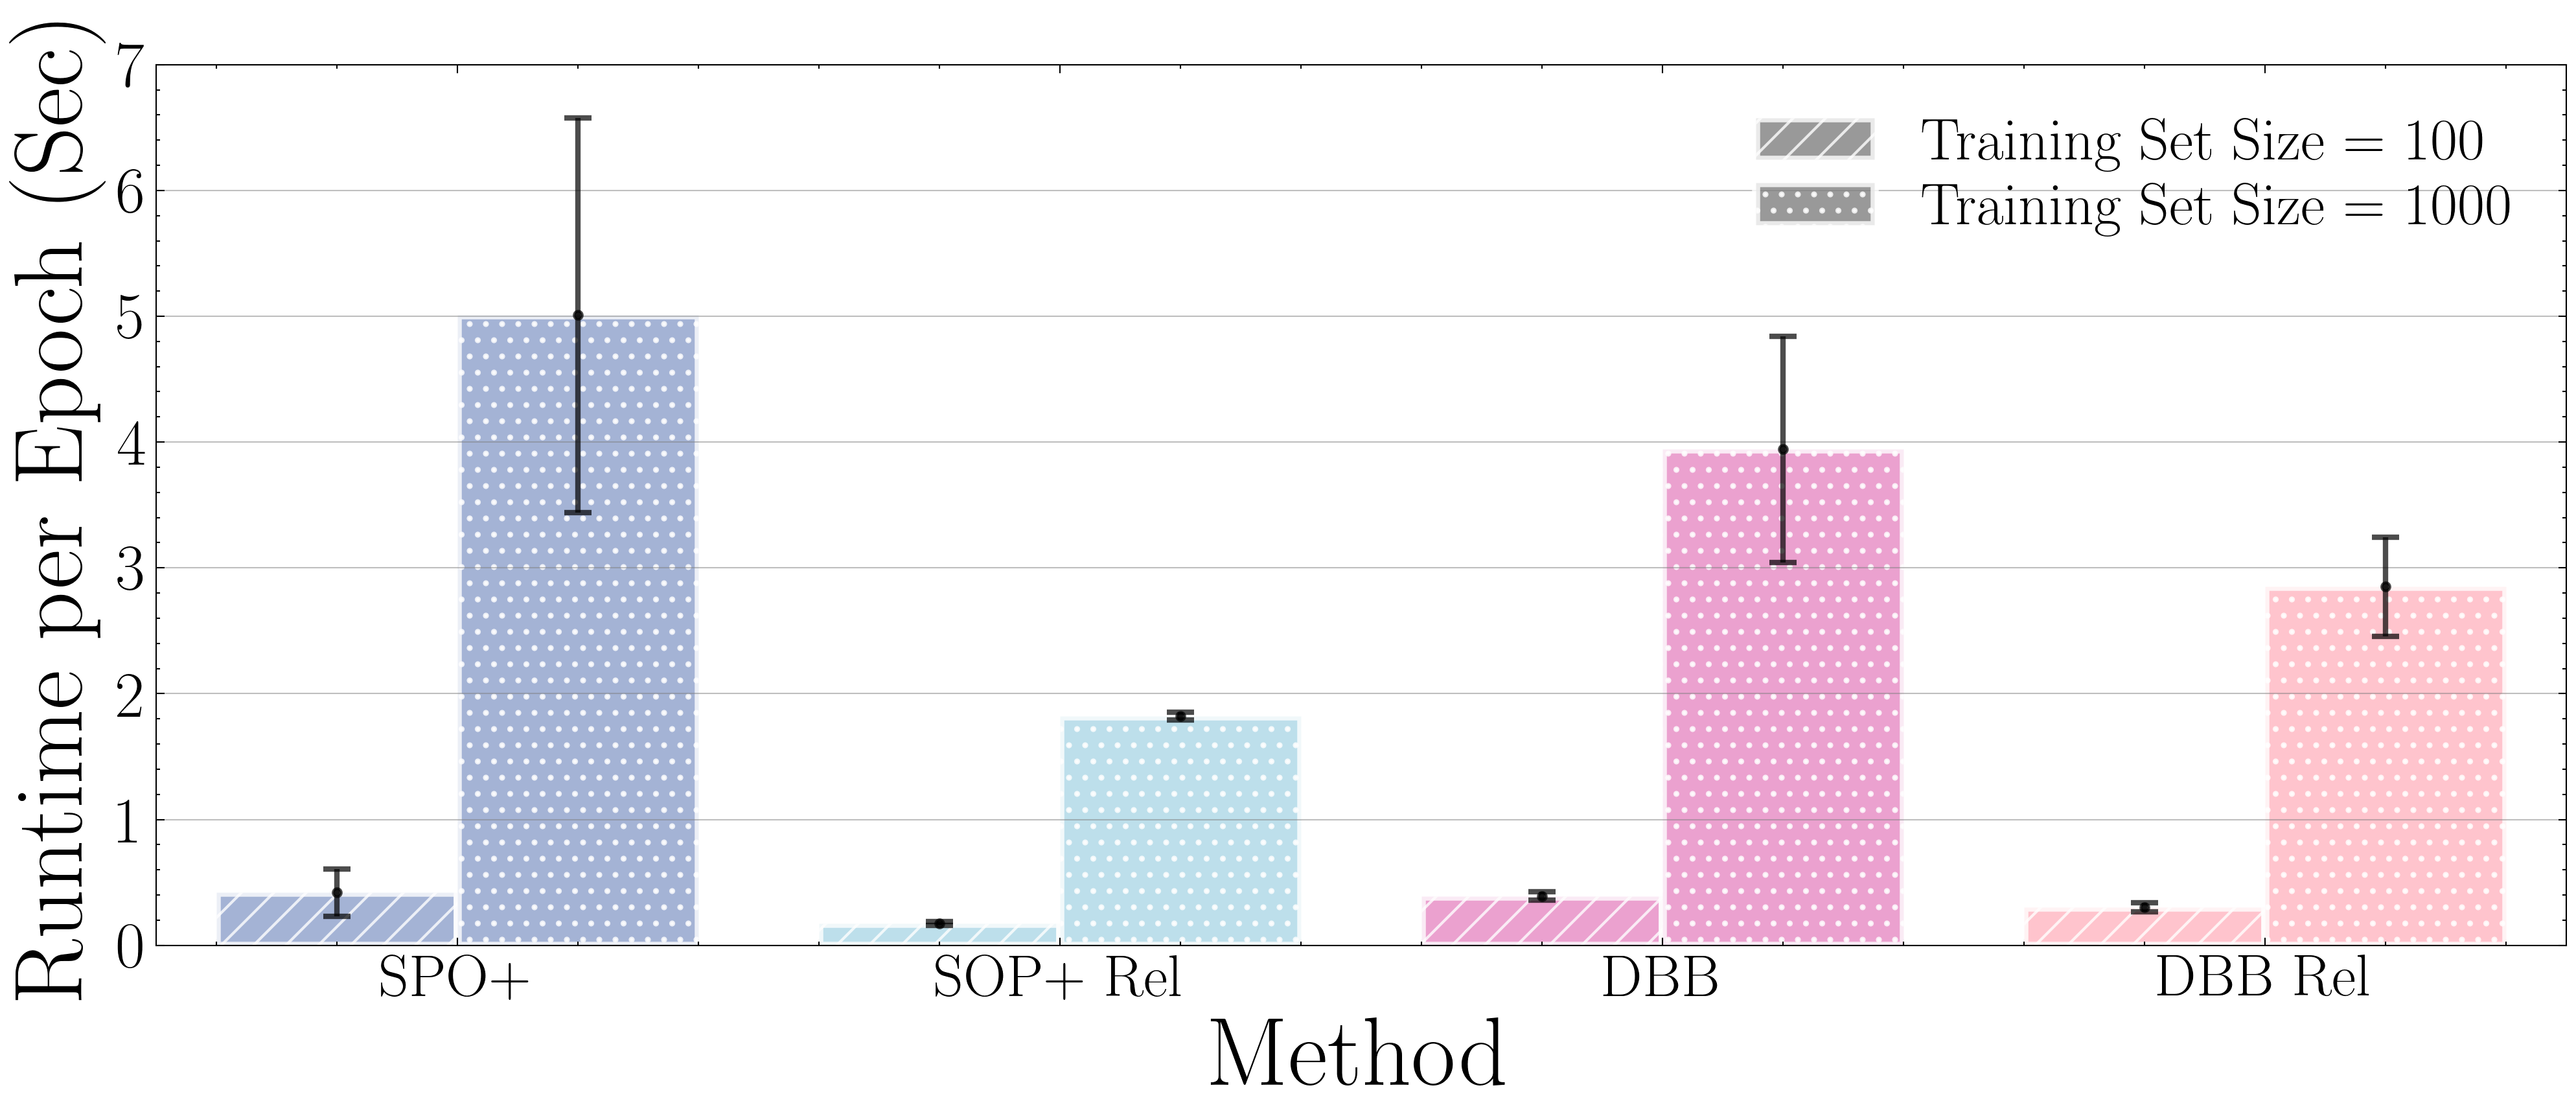 Runtime per Epoch (Sec)
7
6
5
4
3
2
1
0
Training Set Size = 100
Training Set Size = 1000
SPO+
SOP+ Rel
DBB
DBB Rel
Method